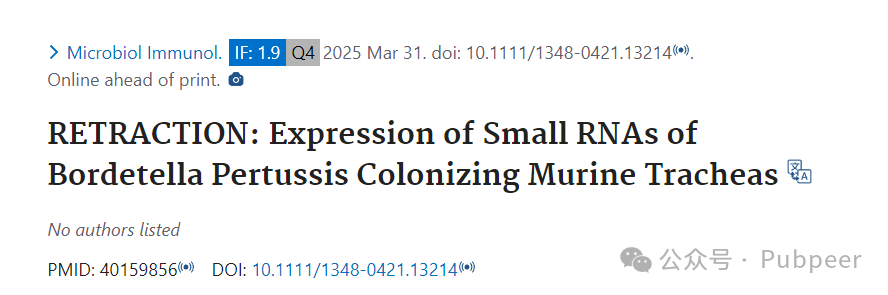 Microbiol Immunol. IF: 1.9 Q4 2025 Mar 31. doi: 10.1111/1348-0421.13214.
Online ahead of print.
RETRACTION: Expression of Small RNAs of
Bordetella Pertussis Colonizing Murine Tracheas
No authors listed
PMID: 40159856 DOI: 10.1111/1348-0421.13214
公众号 · Pubpeer